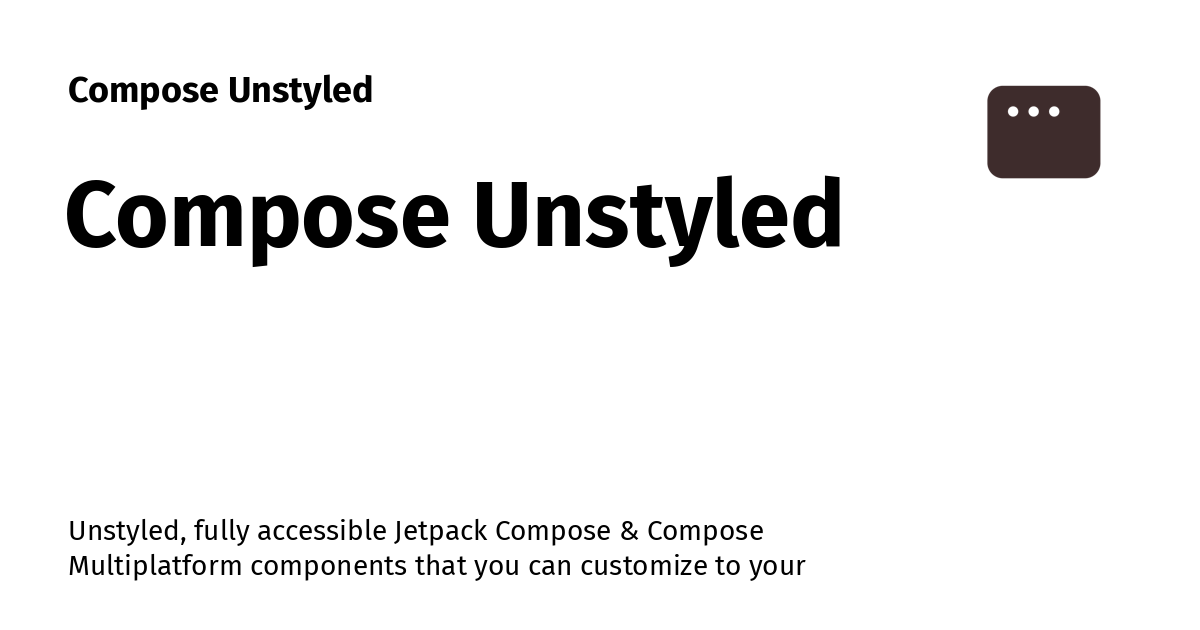 Compose Unstyled
Compose Unstyled
Unstyled, fully accessible Jetpack Compose & Compose
Multiplatform components that you can customize to your